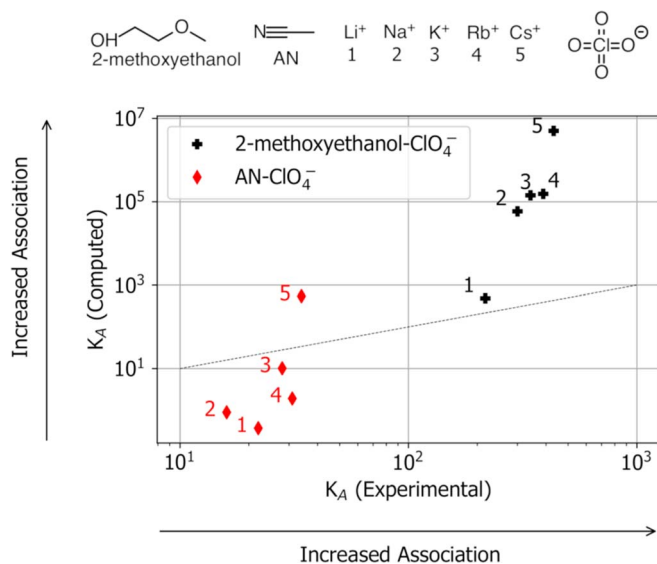 OH O N Li⁺ Na⁺ K⁺ Rb⁺ Cs⁺ O
O=Cl=O ⊖
2-methoxyethanol AN 1 2 3 4 5 O
10⁷
2-methoxyethanol-ClO₄⁻
AN-ClO₄⁻
5
10⁵
3 4
2
10³
5
1
10¹
3
4
2
1
10¹ 10² 10³
K_A (Computed)
Increased Association
K_A (Experimental)
Increased Association